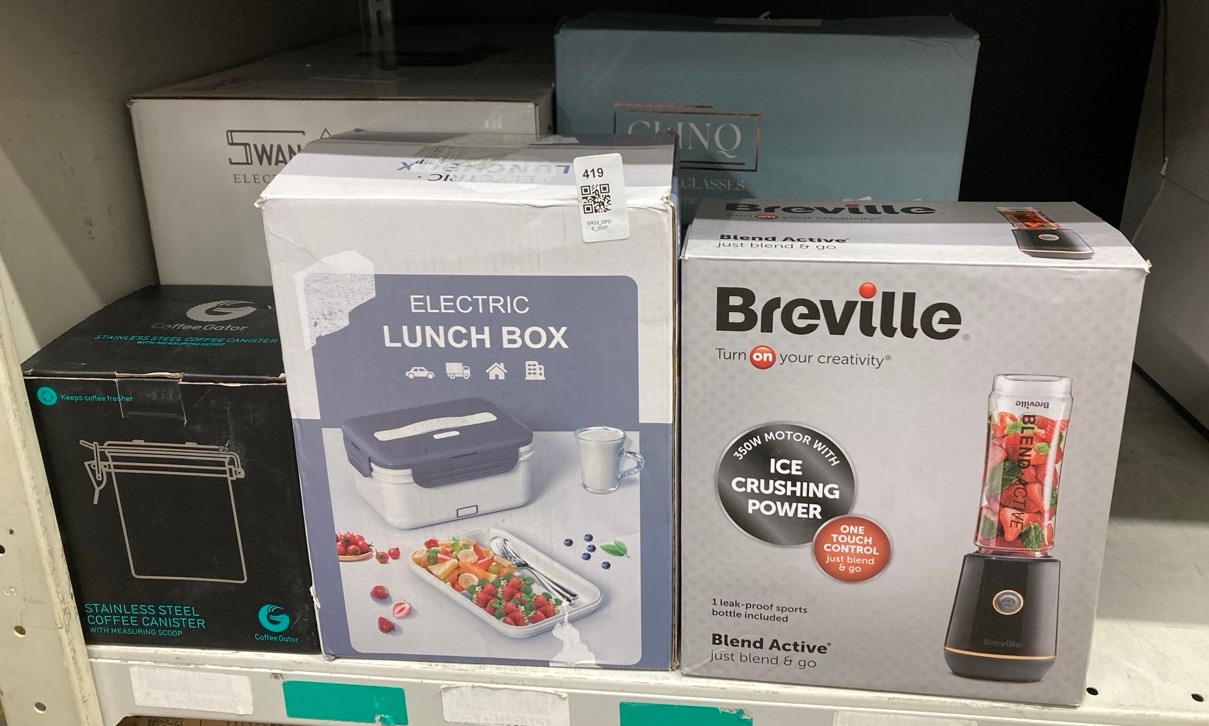 SWAN
ELEC
CLINQ
GLASSES
419
ELECTRIC
LUNCH BOX
Coffee Gator
STAINLESS STEEL COFFEE CANISTER
WITH MEASURING SCOOP
Keeps coffee fresher
STAINLESS STEEL
COFFEE CANISTER
WITH MEASURING SCOOP
CoffeeGator
ELECTRIC
LUNCH BOX
Breville
Turn on your creativity®
Blend Active®
just blend & go
Breville®
Turn on your creativity®
350W MOTOR WITH
ICE
CRUSHING
POWER
ONE
TOUCH
CONTROL
just blend
& go
1 leak-proof sports
bottle included
Blend Active®
just blend & go
Breville
BLEND ACTIVE
Breville